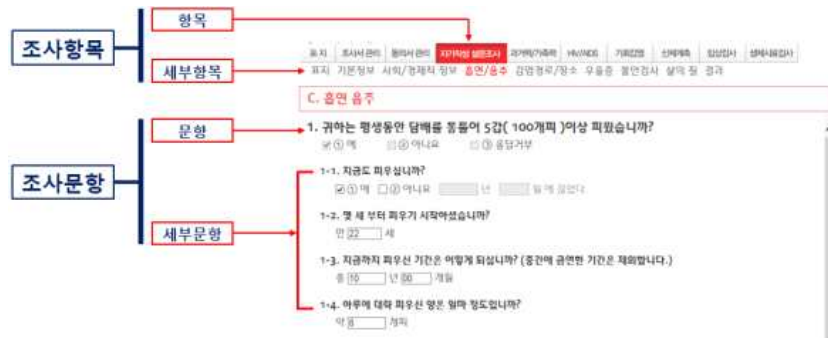 조사항목
항목
세부항목
표지 조사서관리 동의서관리 자기작성 설문조사 과거력/가족력 HIV/AIDS 기회감염 신체계측 임상검사 생체시료검사
표지 기본정보 사회/경제적 정보 흡연/음주 감염경로/장소 우울증 불안검사 삶의 질 결과
C. 흡연 음주
조사문항
문항
세부문항
1. 귀하는 평생동안 담배를 통틀어 5갑( 100개피 )이상 피웠습니까?
① 예 ② 아니요 ③ 응답거부
1-1. 지금도 피우십니까?
① 예 ② 아니요 년 월에 끊었다
1-2. 몇 세 부터 피우기 시작하셨습니까?
만 22 세
1-3. 지금까지 피우신 기간은 어떻게 되십니까? (중간에 금연한 기간은 제외합니다.)
총 10 년 00 개월
1-4. 하루에 대략 피우신 양은 얼마 정도입니까?
약 8 개피